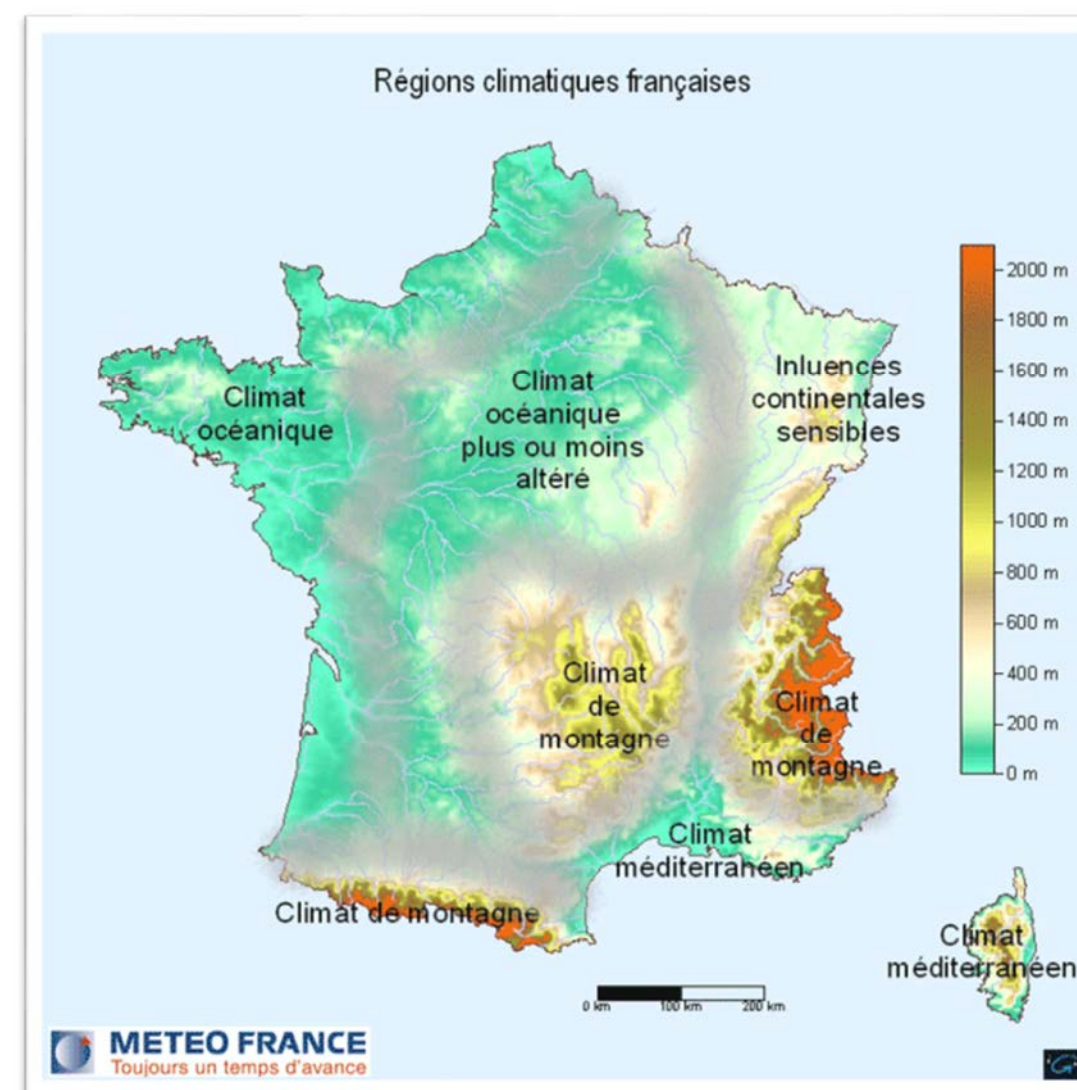 Régions climatiques françaises
2000 m
1800 m
1600 m
1400 m
1200 m
1000 m
800 m
600 m
400 m
200 m
0 m
Climat
océanique
Climat
océanique
plus ou moins
altéré
Inluences
continentales
sensibles
Climat
de
montagne
Climat
de
montagne
Climat
méditerranéen
Climat de montagne
Climat
méditerranéen
0 km 100 km 200 km
METEO FRANCE
Toujours un temps d'avance